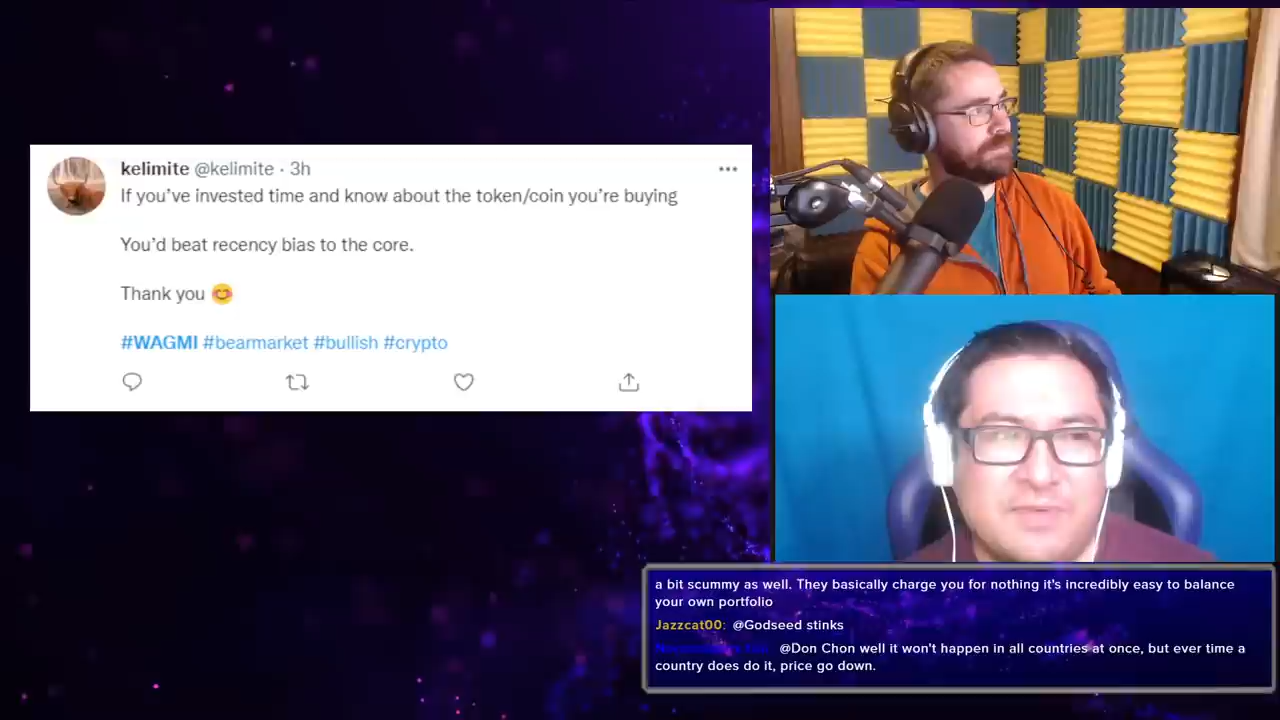 kelimite @kelimite · 3h
If you've invested time and know about the token/coin you're buying
You'd beat recency bias to the core.
Thank you 😊
#WAGMI #bearmarket #bullish #crypto
a bit scummy as well. They basically charge you for nothing it's incredibly easy to balance
your own portfolio
Jazzcat00: @Godseed stinks
@Don Chon well it won't happen in all countries at once, but ever time a
country does do it, price go down.